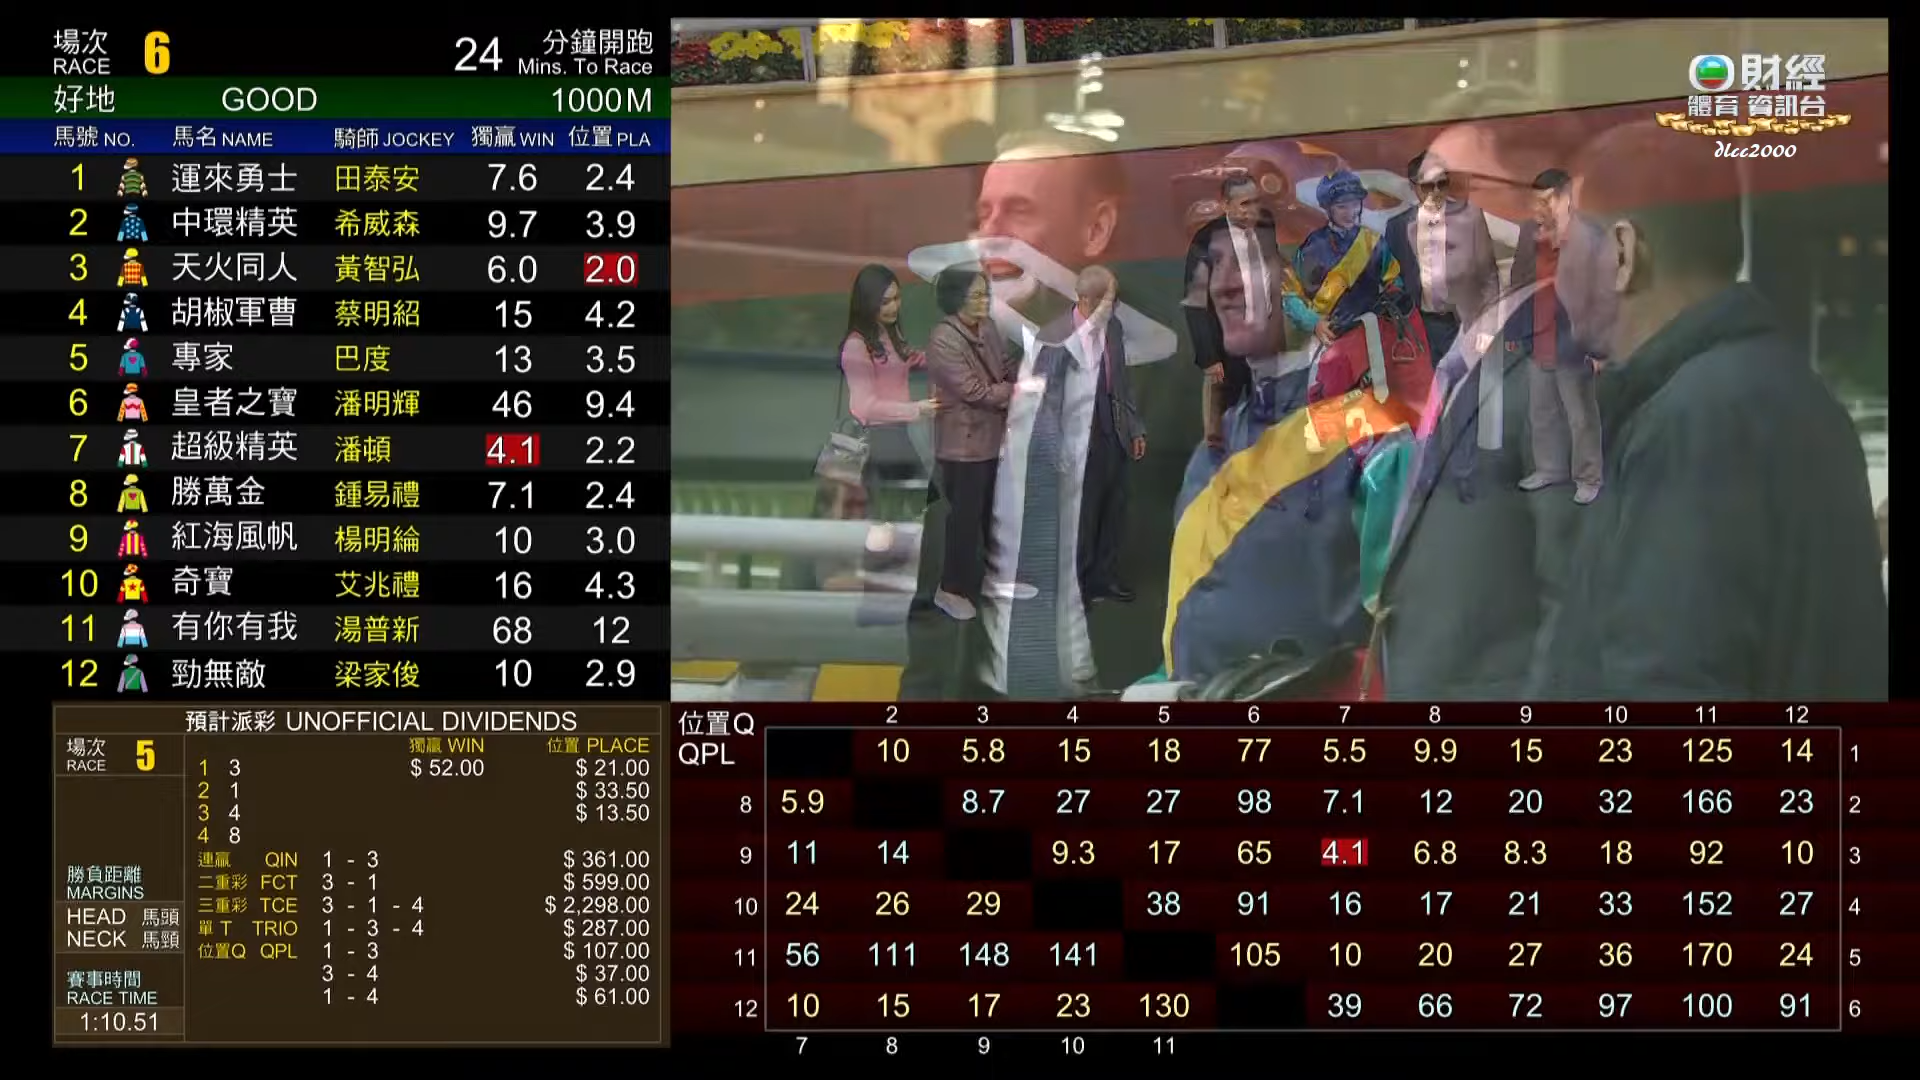 場次 RACE 6 24 分鐘開跑 Mins. To Race
好地 GOOD 1000M
馬號 NO. 馬名 NAME 騎師 JOCKEY 獨贏 WIN 位置 PLA
1 運來勇士 田泰安 7.6 2.4
2 中環精英 希威森 9.7 3.9
3 天火同人 黃智弘 6.0 2.0
4 胡椒軍曹 蔡明紹 15 4.2
5 專家 巴度 13 3.5
6 皇者之寶 潘明輝 46 9.4
7 超級精英 潘頓 4.1 2.2
8 勝萬金 鍾易禮 7.1 2.4
9 紅海風帆 楊明綸 10 3.0
10 奇寶 艾兆禮 16 4.3
11 有你有我 湯普新 68 12
12 勁無敵 梁家俊 10 2.9
財經
體育 資訊台
dlcc2000
3
預計派彩 UNOFFICIAL DIVIDENDS
場次 RACE 5
獨贏 WIN 位置 PLACE
1 3 $ 52.00 $ 21.00
2 1 $ 33.50
3 4 $ 13.50
4 8
連贏 QIN 1 - 3 $ 361.00
二重彩 FCT 3 - 1 $ 599.00
三重彩 TCE 3 - 1 - 4 $ 2,298.00
單T TRIO 1 - 3 - 4 $ 287.00
位置Q QPL 1 - 3 $ 107.00
3 - 4 $ 37.00
1 - 4 $ 61.00
勝負距離
MARGINS
HEAD 馬頭
NECK 馬頸
賽事時間
RACE TIME
1:10.51
位置Q QPL
2 3 4 5 6 7 8 9 10 11 12
10 5.8 15 18 77 5.5 9.9 15 23 125 14 1
8 5.9 8.7 27 27 98 7.1 12 20 32 166 23 2
9 11 14 9.3 17 65 4.1 6.8 8.3 18 92 10 3
10 24 26 29 38 91 16 17 21 33 152 27 4
11 56 111 148 141 105 10 20 27 36 170 24 5
12 10 15 17 23 130 39 66 72 97 100 91 6
7 8 9 10 11